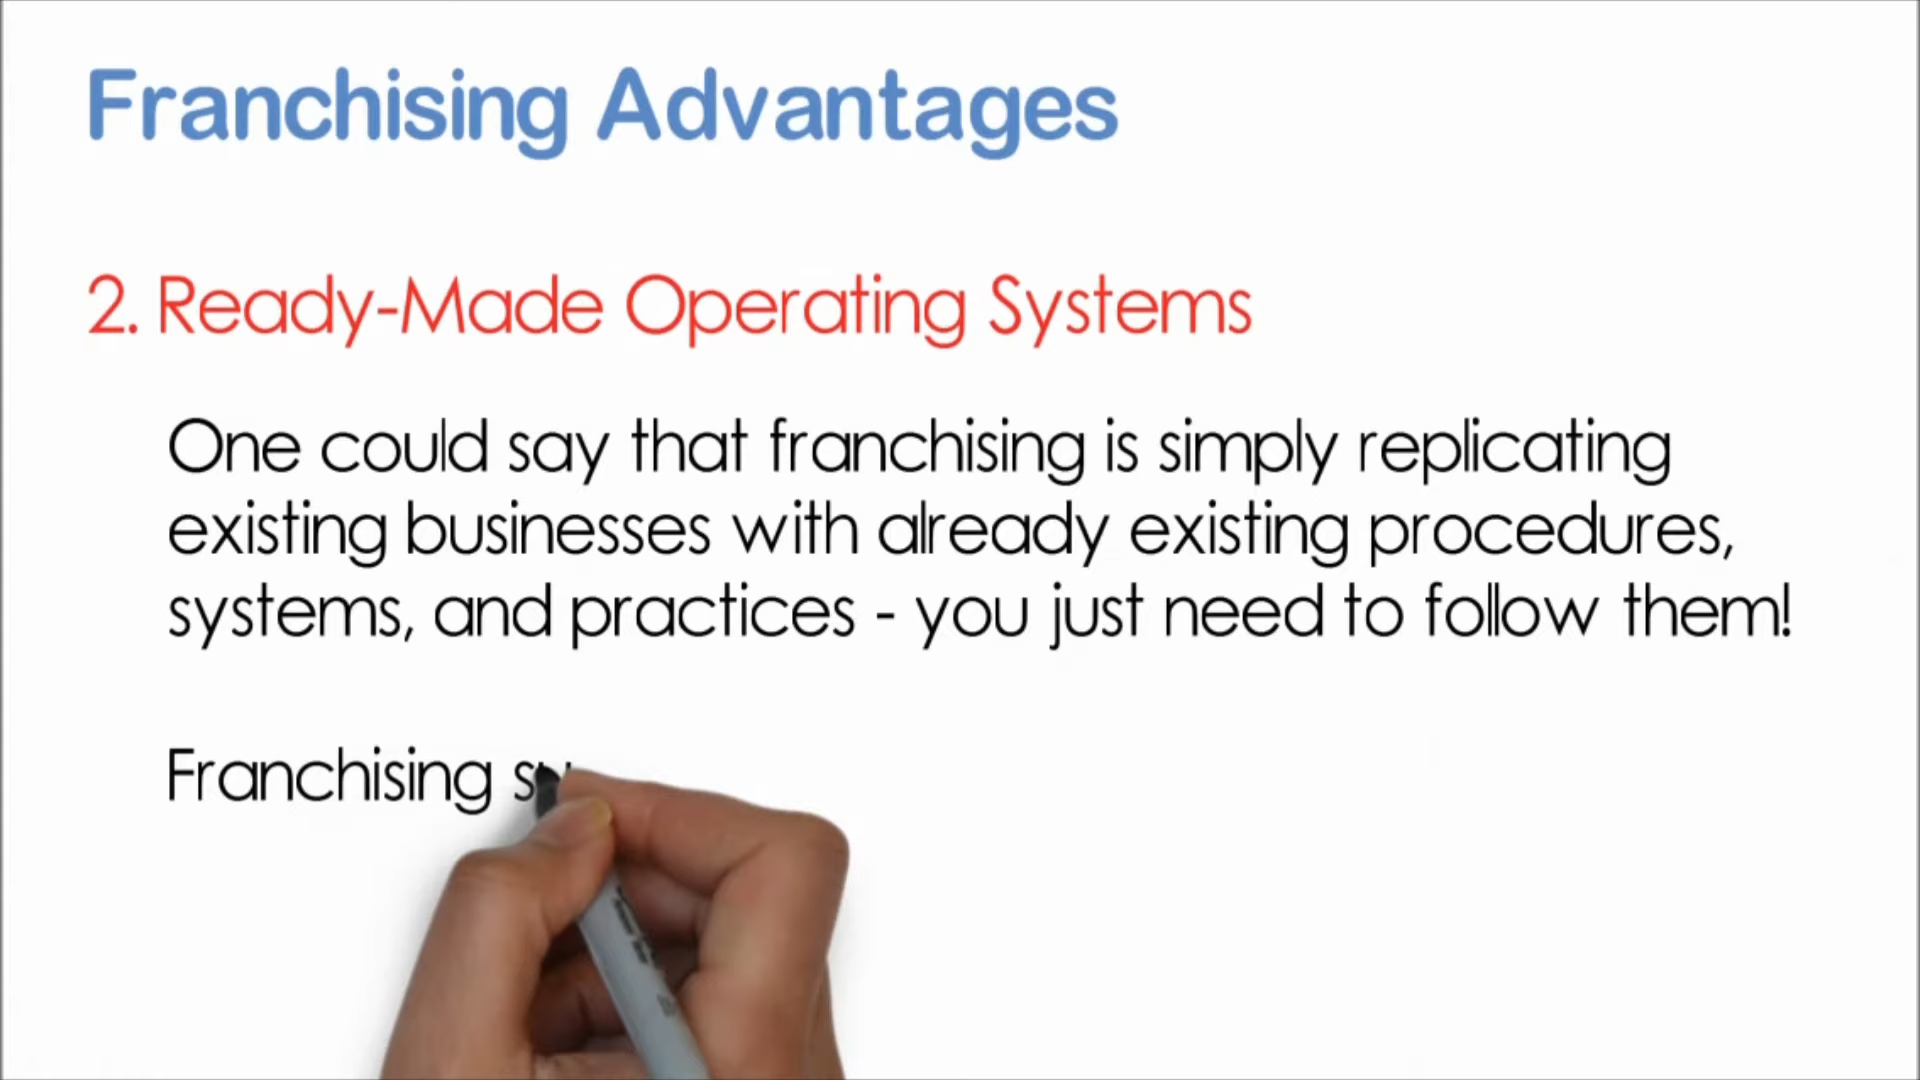 Franchising Advantages
2. Ready-Made Operating Systems
One could say that franchising is simply replicating
existing businesses with already existing procedures,
systems, and practices - you just need to follow them!
Franchising